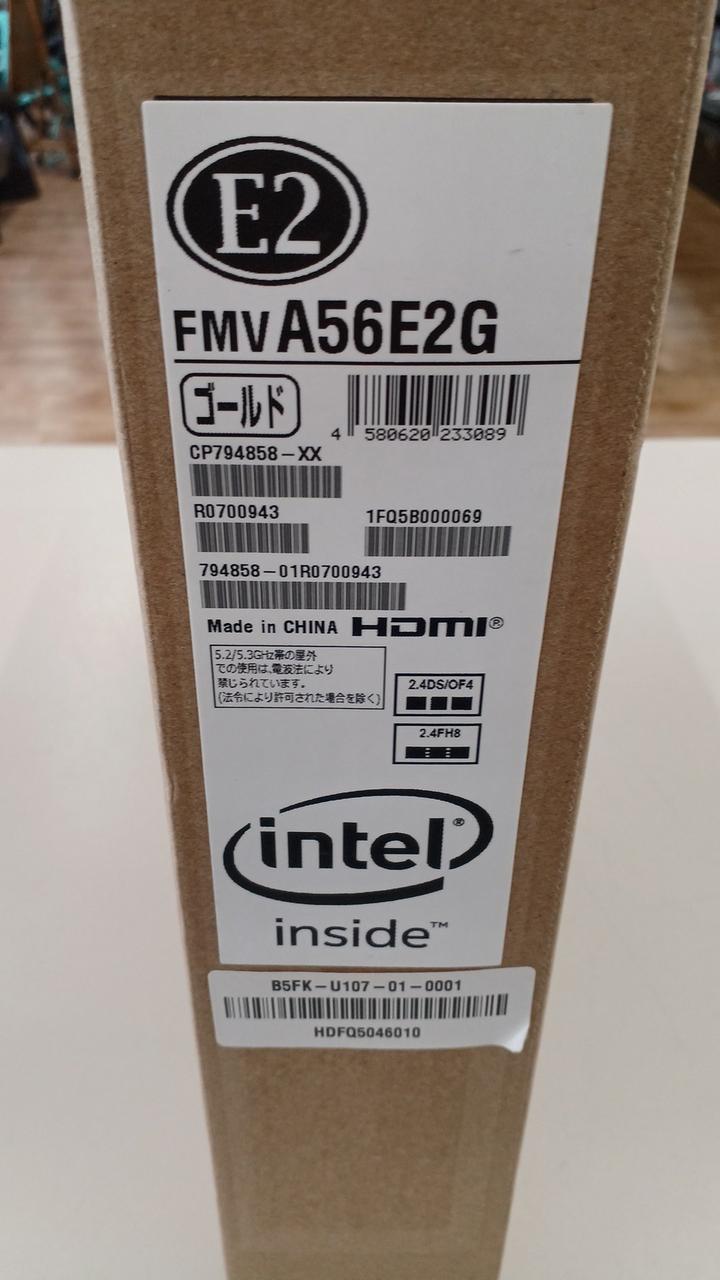 E2
FMV A56E2G
ゴールド
4 580620 233089
CP794858-XX
R0700943 1FQ5B000069
794858-01R0700943
Made in CHINA HDMI®
5.2/5.3GHz帯の屋外
での使用は、電波法により
禁じられています。
(法令により許可された場合を除く)
2.4DS/OF4
2.4FH8
intel®
inside™
B5FK-U107-01-0001
HDFQ5046010